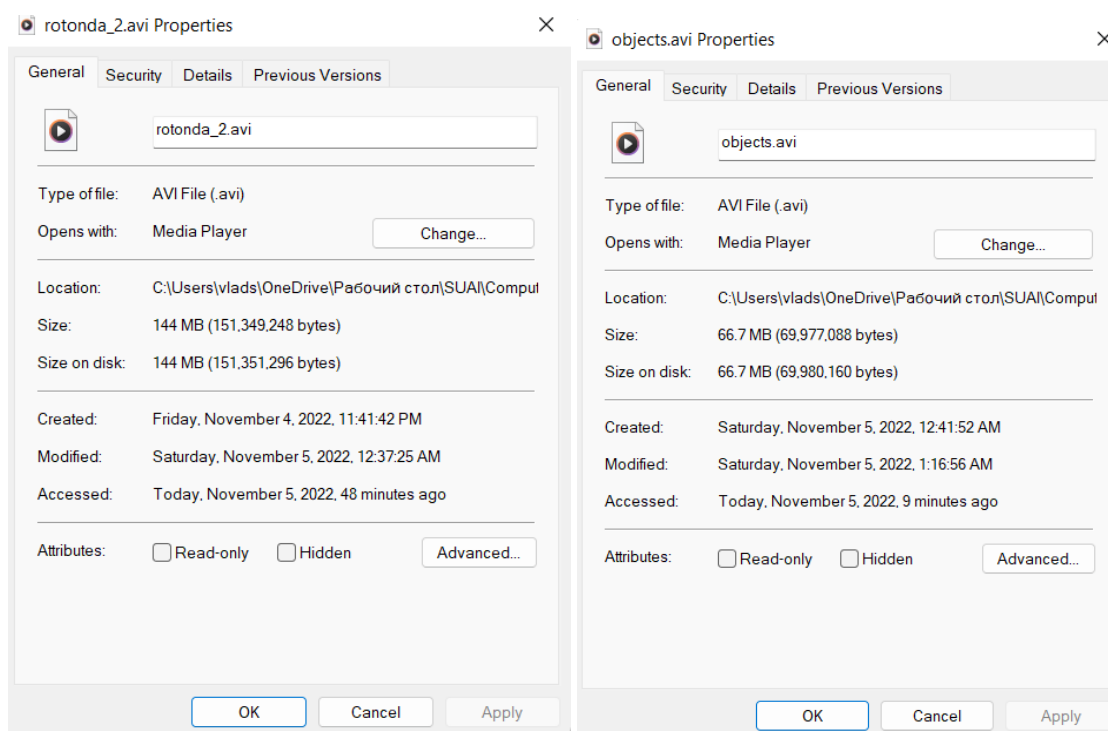 rotonda_2.avi Properties
General Security Details Previous Versions
rotonda_2.avi
Type of file: AVI File (.avi)
Opens with: Media Player Change...
Location: C:\Users\vlads\OneDrive\Рабочий стол\SUAI\Comput
Size: 144 MB (151,349,248 bytes)
Size on disk: 144 MB (151,351,296 bytes)
Created: Friday, November 4, 2022, 11:41:42 PM
Modified: Saturday, November 5, 2022, 12:37:25 AM
Accessed: Today, November 5, 2022, 48 minutes ago
Attributes: Read-only Hidden Advanced...
OK Cancel Apply
objects.avi Properties
General Security Details Previous Versions
objects.avi
Type of file: AVI File (.avi)
Opens with: Media Player Change...
Location: C:\Users\vlads\OneDrive\Рабочий стол\SUAI\Comput
Size: 66.7 MB (69,977,088 bytes)
Size on disk: 66.7 MB (69,980,160 bytes)
Created: Saturday, November 5, 2022, 12:41:52 AM
Modified: Saturday, November 5, 2022, 1:16:56 AM
Accessed: Today, November 5, 2022, 9 minutes ago
Attributes: Read-only Hidden Advanced...
OK Cancel Apply